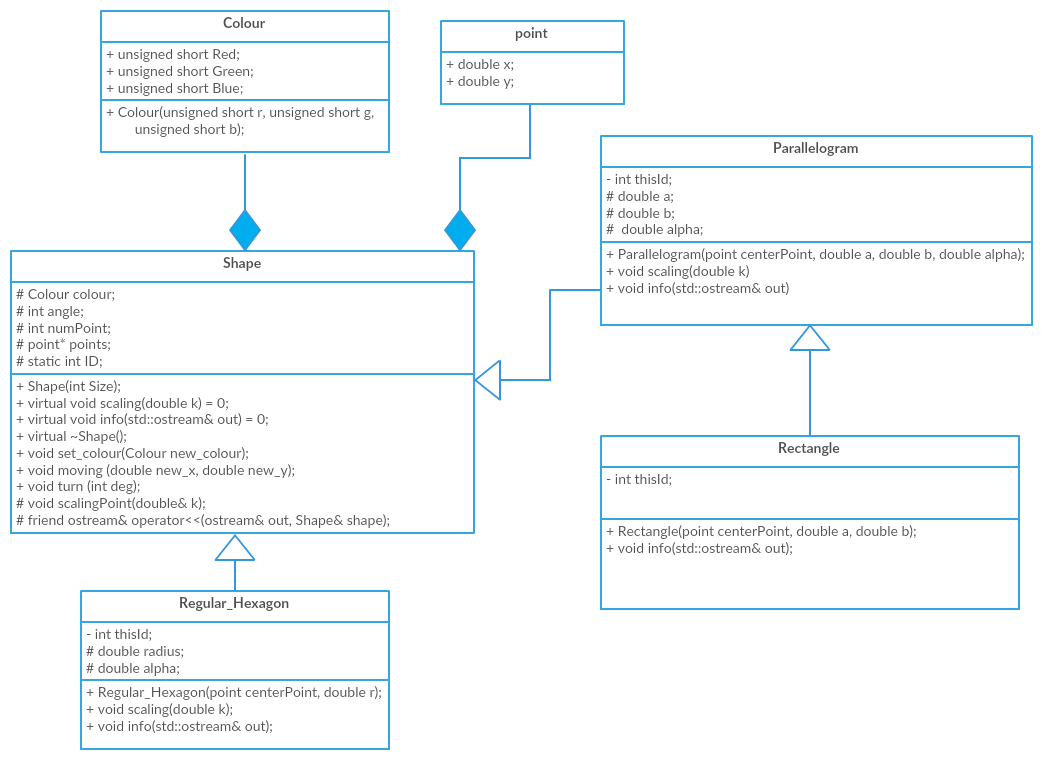 Colour
+ unsigned short Red;
+ unsigned short Green;
+ unsigned short Blue;
+ Colour(unsigned short r, unsigned short g,
unsigned short b);
point
+ double x;
+ double y;
Parallelogram
- int thisId;
# double a;
# double b;
# double alpha;
+ Parallelogram(point centerPoint, double a, double b, double alpha);
+ void scaling(double k)
+ void info(std::ostream& out)
Shape
# Colour colour;
# int angle;
# int numPoint;
# point* points;
# static int ID;
+ Shape(int Size);
+ virtual void scaling(double k) = 0;
+ virtual void info(std::ostream& out) = 0;
+ virtual ~Shape();
+ void set_colour(Colour new_colour);
+ void moving (double new_x, double new_y);
+ void turn (int deg);
# void scalingPoint(double& k);
# friend ostream& operator<<(ostream& out, Shape& shape);
Rectangle
- int thisId;
+ Rectangle(point centerPoint, double a, double b);
+ void info(std::ostream& out);
Regular_Hexagon
- int thisId;
# double radius;
# double alpha;
+ Regular_Hexagon(point centerPoint, double r);
+ void scaling(double k);
+ void info(std::ostream& out);